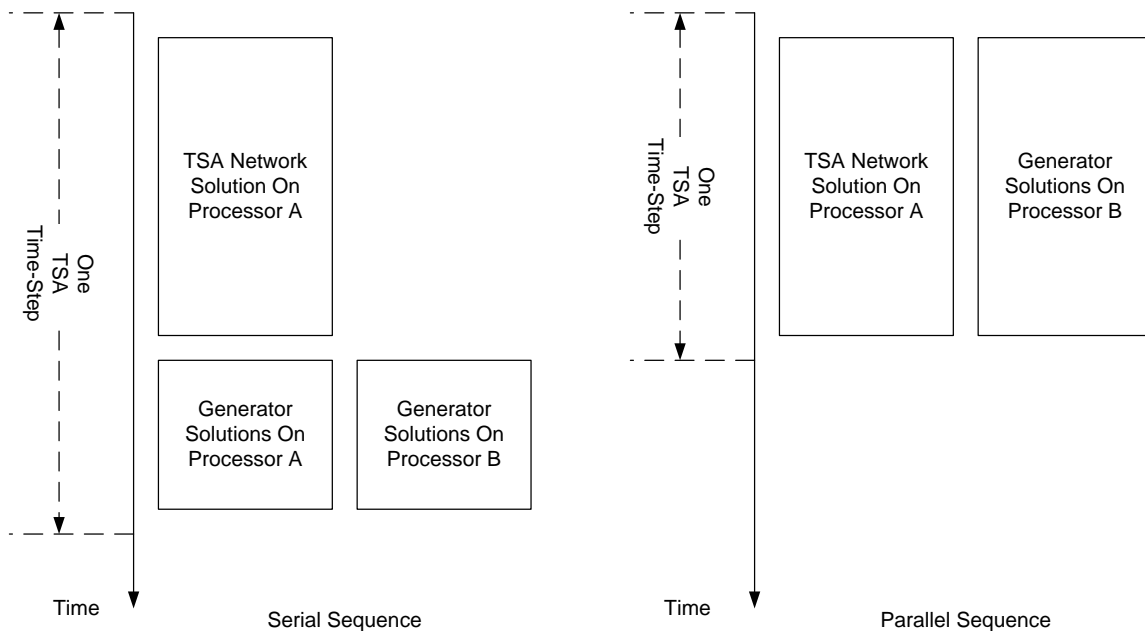 One
TSA
Time-Step
TSA Network
Solution On
Processor A
Generator
Solutions On
Processor A
Generator
Solutions On
Processor B
Time
Serial Sequence
One
TSA
Time-Step
TSA Network
Solution On
Processor A
Generator
Solutions On
Processor B
Time
Parallel Sequence